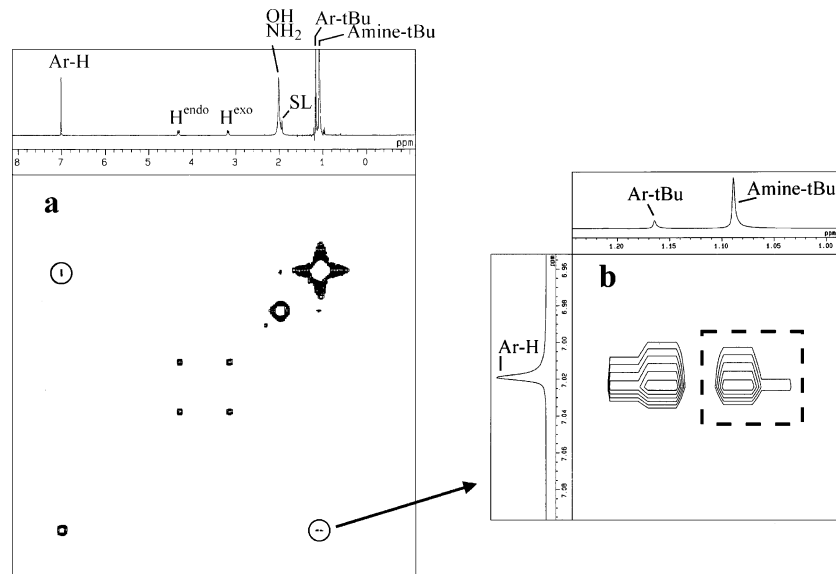 OH
NH2
Ar-tBu
Amine-tBu
Ar-H
Hendo
Hexo
SL
ppm
8 7 6 5 4 3 2 1 0
a
Ar-tBu
Amine-tBu
ppm
1.20 1.15 1.10 1.05 1.00
b
ppm
6.96
6.98
7.00
7.02
7.04
7.06
7.08
Ar-H